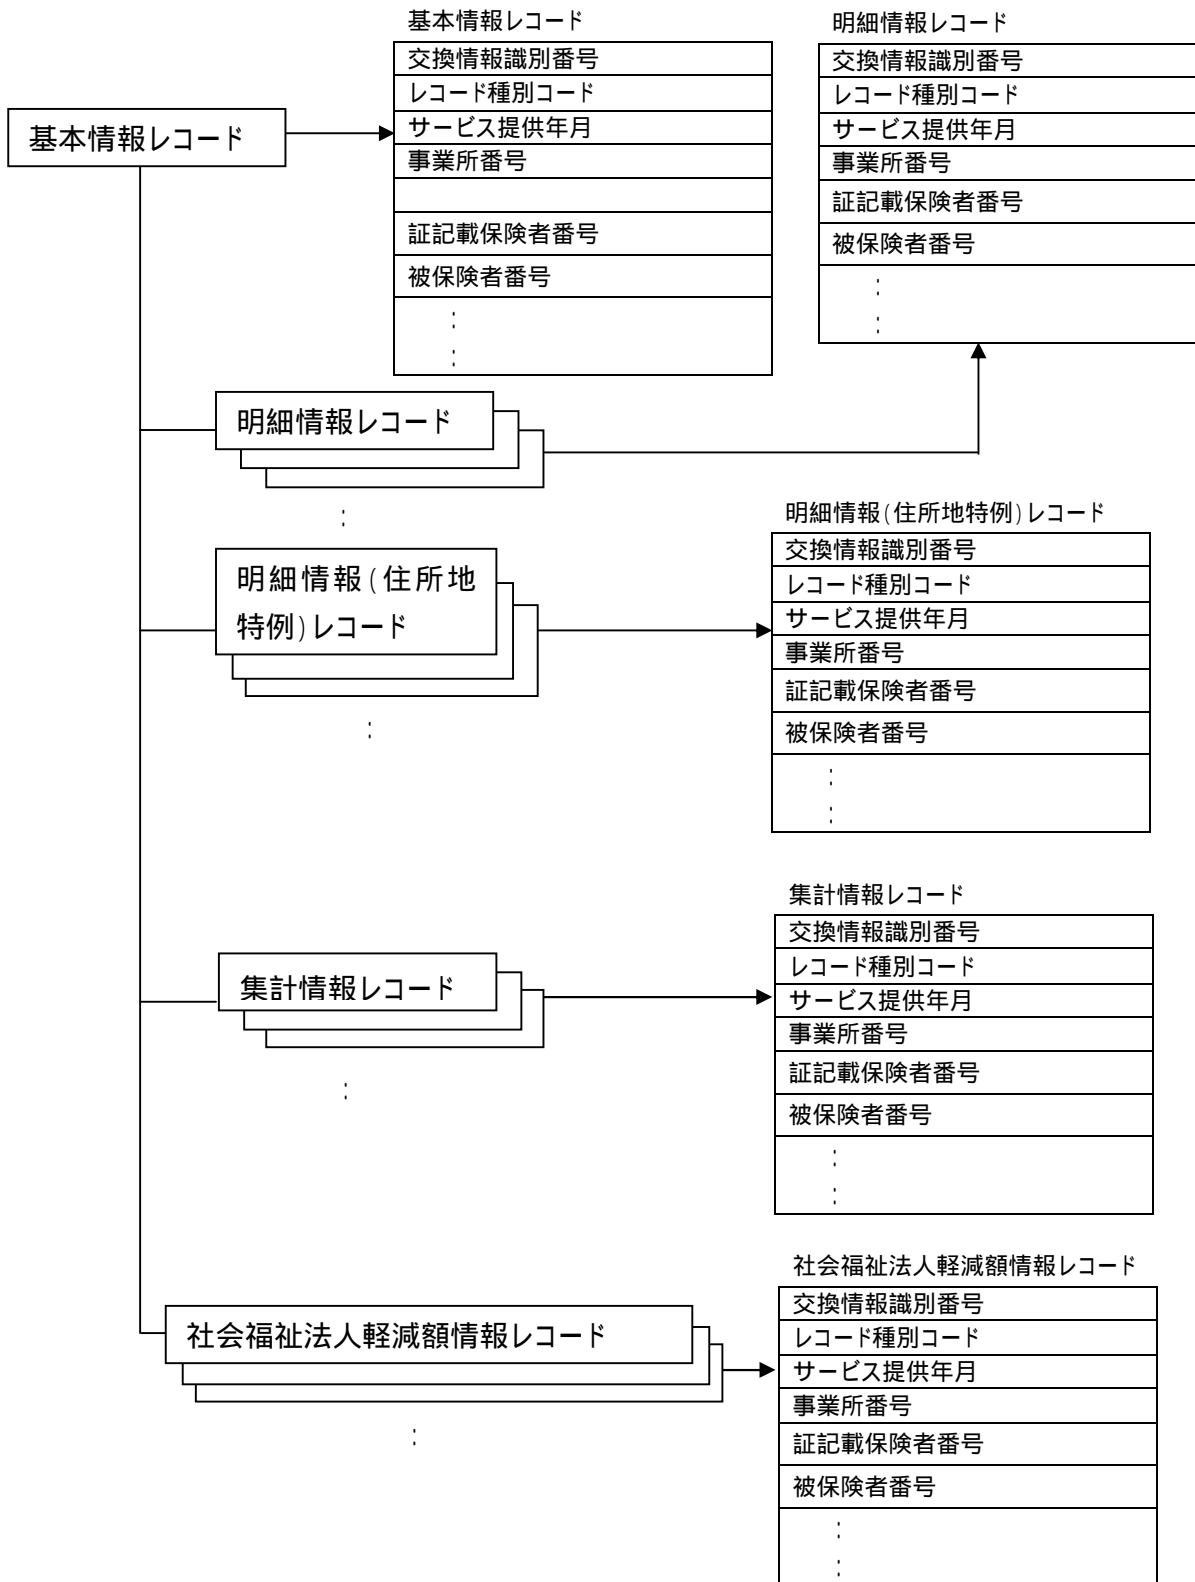 基本情報レコード
基本情報レコード
交換情報識別番号
レコード種別コード
サービス提供年月
事業所番号
証記載保険者番号
被保険者番号
:
:
明細情報レコード
交換情報識別番号
レコード種別コード
サービス提供年月
事業所番号
証記載保険者番号
被保険者番号
:
:
明細情報レコード
:
明細情報(住所地
特例)レコード
:
明細情報(住所地特例)レコード
交換情報識別番号
レコード種別コード
サービス提供年月
事業所番号
証記載保険者番号
被保険者番号
:
:
集計情報レコード
:
集計情報レコード
交換情報識別番号
レコード種別コード
サービス提供年月
事業所番号
証記載保険者番号
被保険者番号
:
:
社会福祉法人軽減額情報レコード
:
社会福祉法人軽減額情報レコード
交換情報識別番号
レコード種別コード
サービス提供年月
事業所番号
証記載保険者番号
被保険者番号
:
: